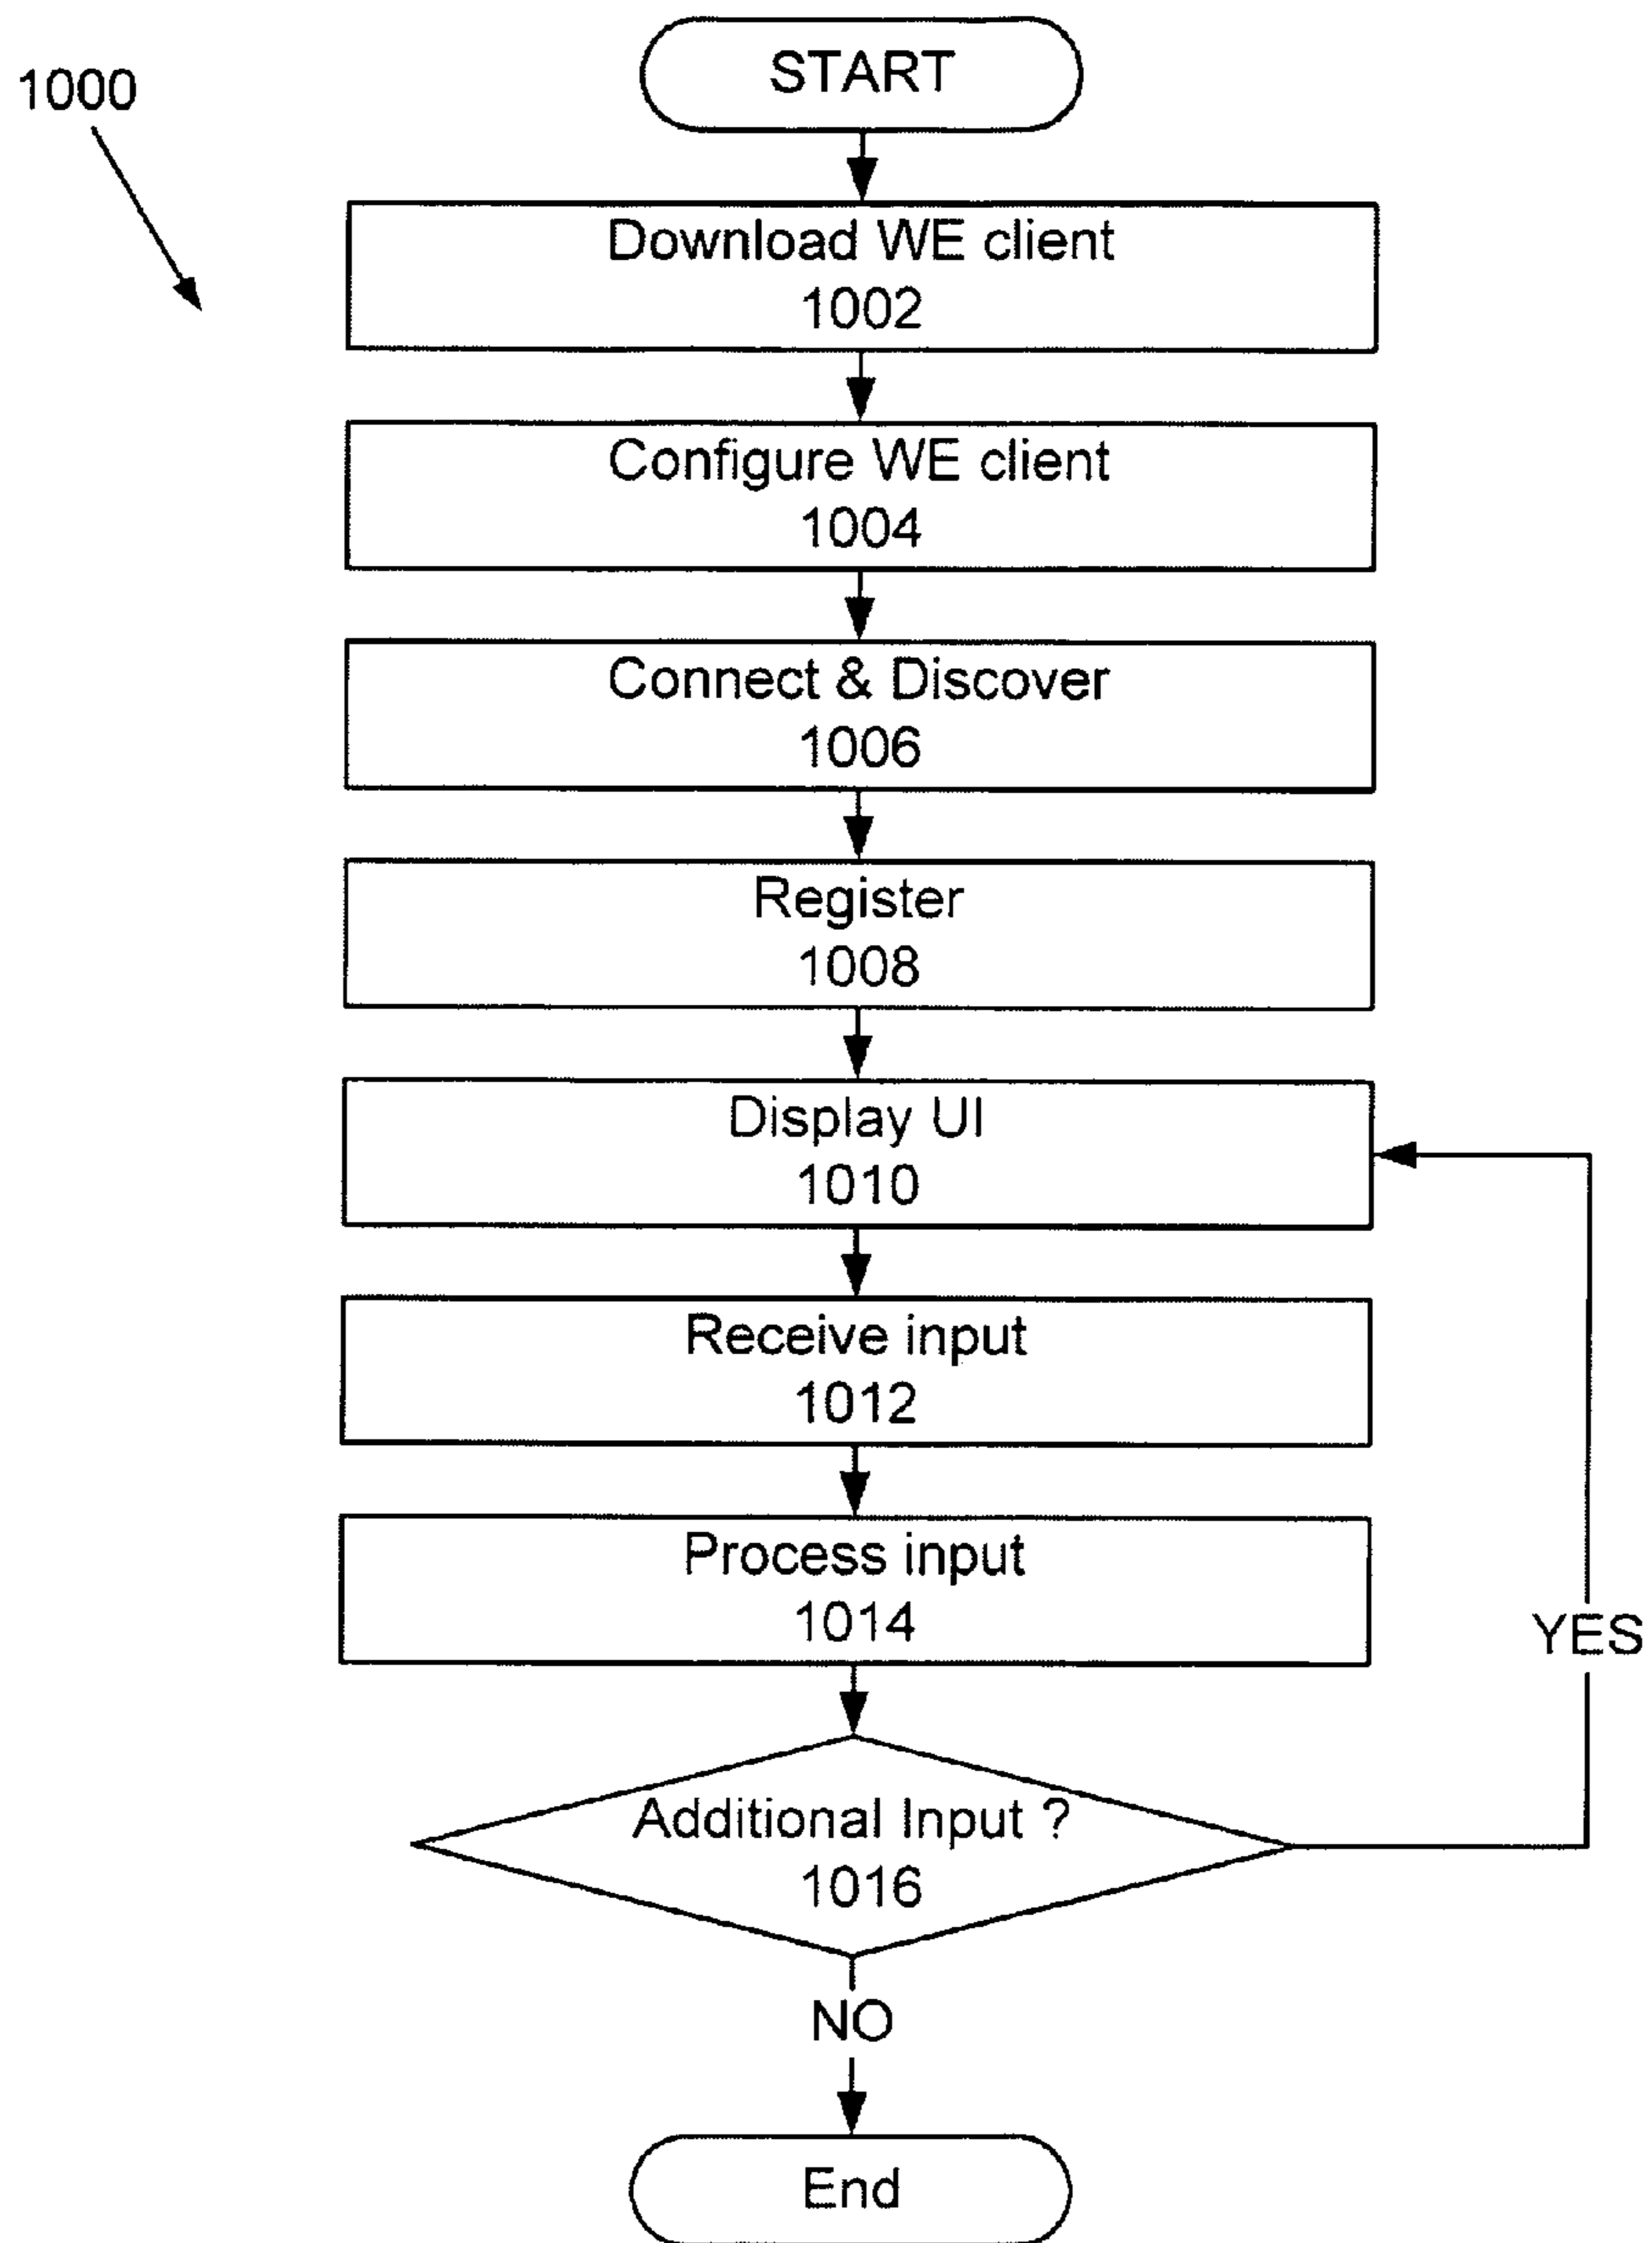 START
1000
Download WE client
1002
Configure WE client
1004
Connect & Discover
1006
Register
1008
Display UI
1010
Receive input
1012
Process input
1014
YES
Additional Input ?
1016
NO
End